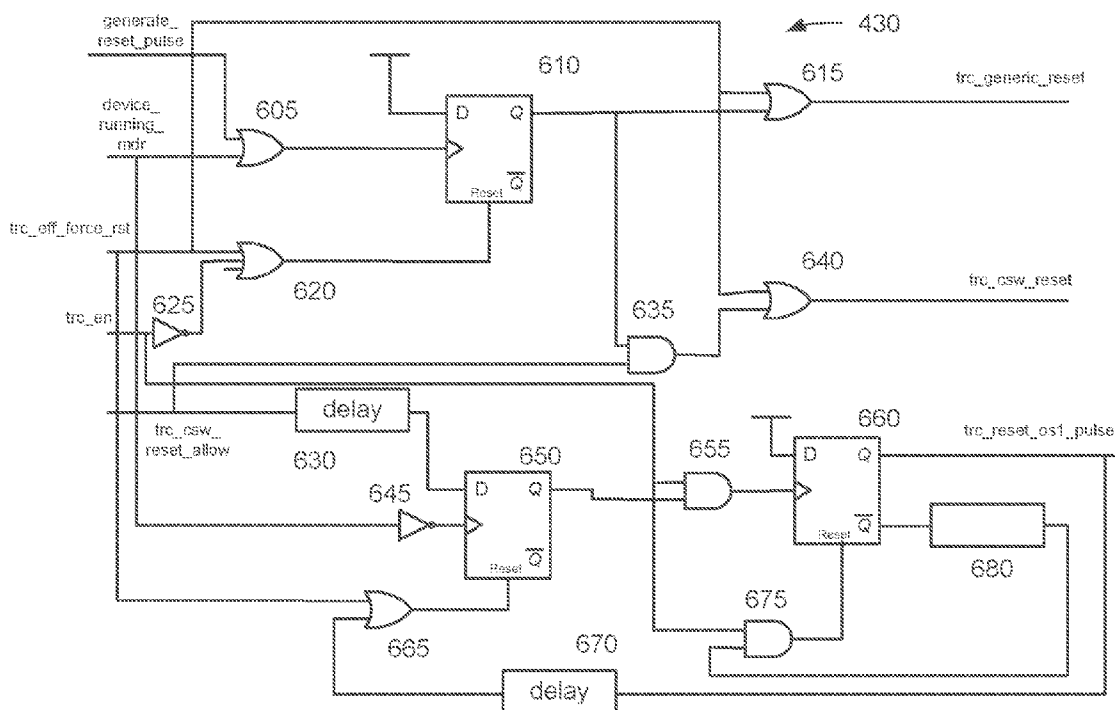 generate_
reset_pulse
430
610
615
trc_generic_reset
device_
running_
mdr
605
D
Q
Q
Reset
trc_eff_force_rst
620
640
trc_csw_reset
625
635
trc_en
delay
trc_csw_
reset_allow
630
650
655
660
trc_reset_os1_pulse
D
Q
645
D
Q
Q
Reset
Q
Reset
680
675
665
670
delay